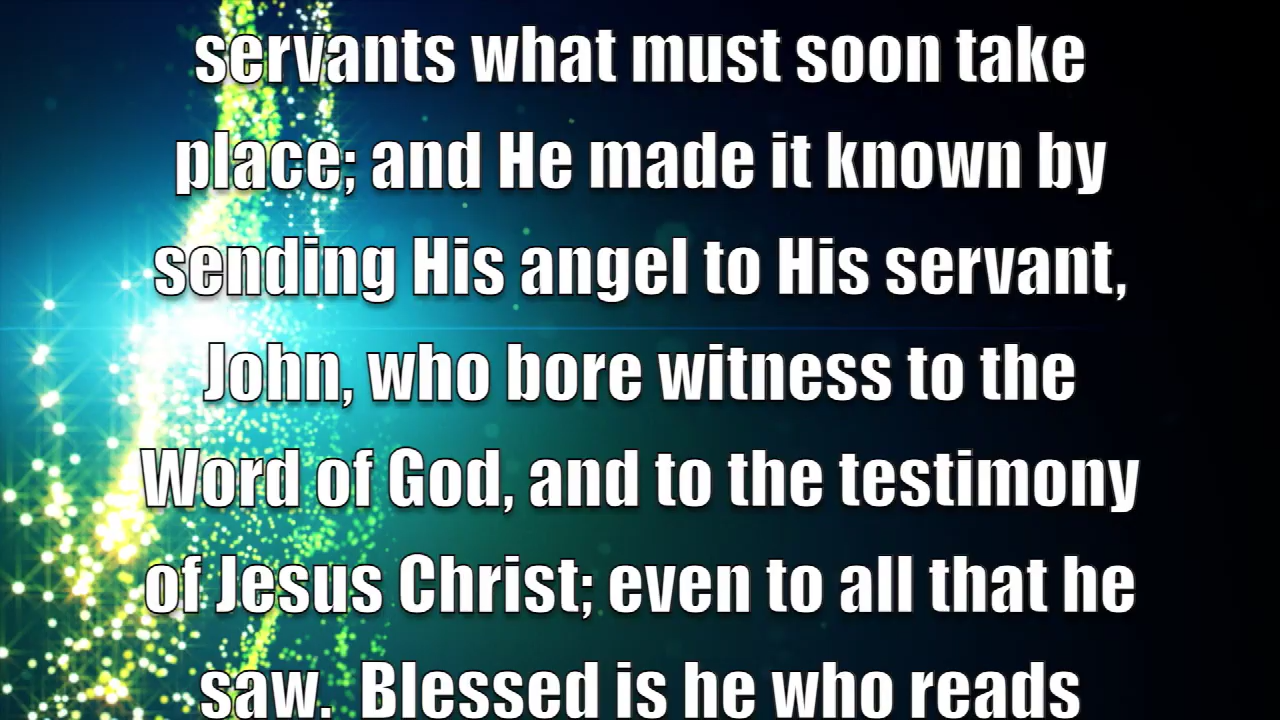 servants what must soon take
place; and He made it known by
sending His angel to His servant,
John, who bore witness to the
Word of God, and to the testimony
of Jesus Christ; even to all that he
saw.  Blessed is he who reads